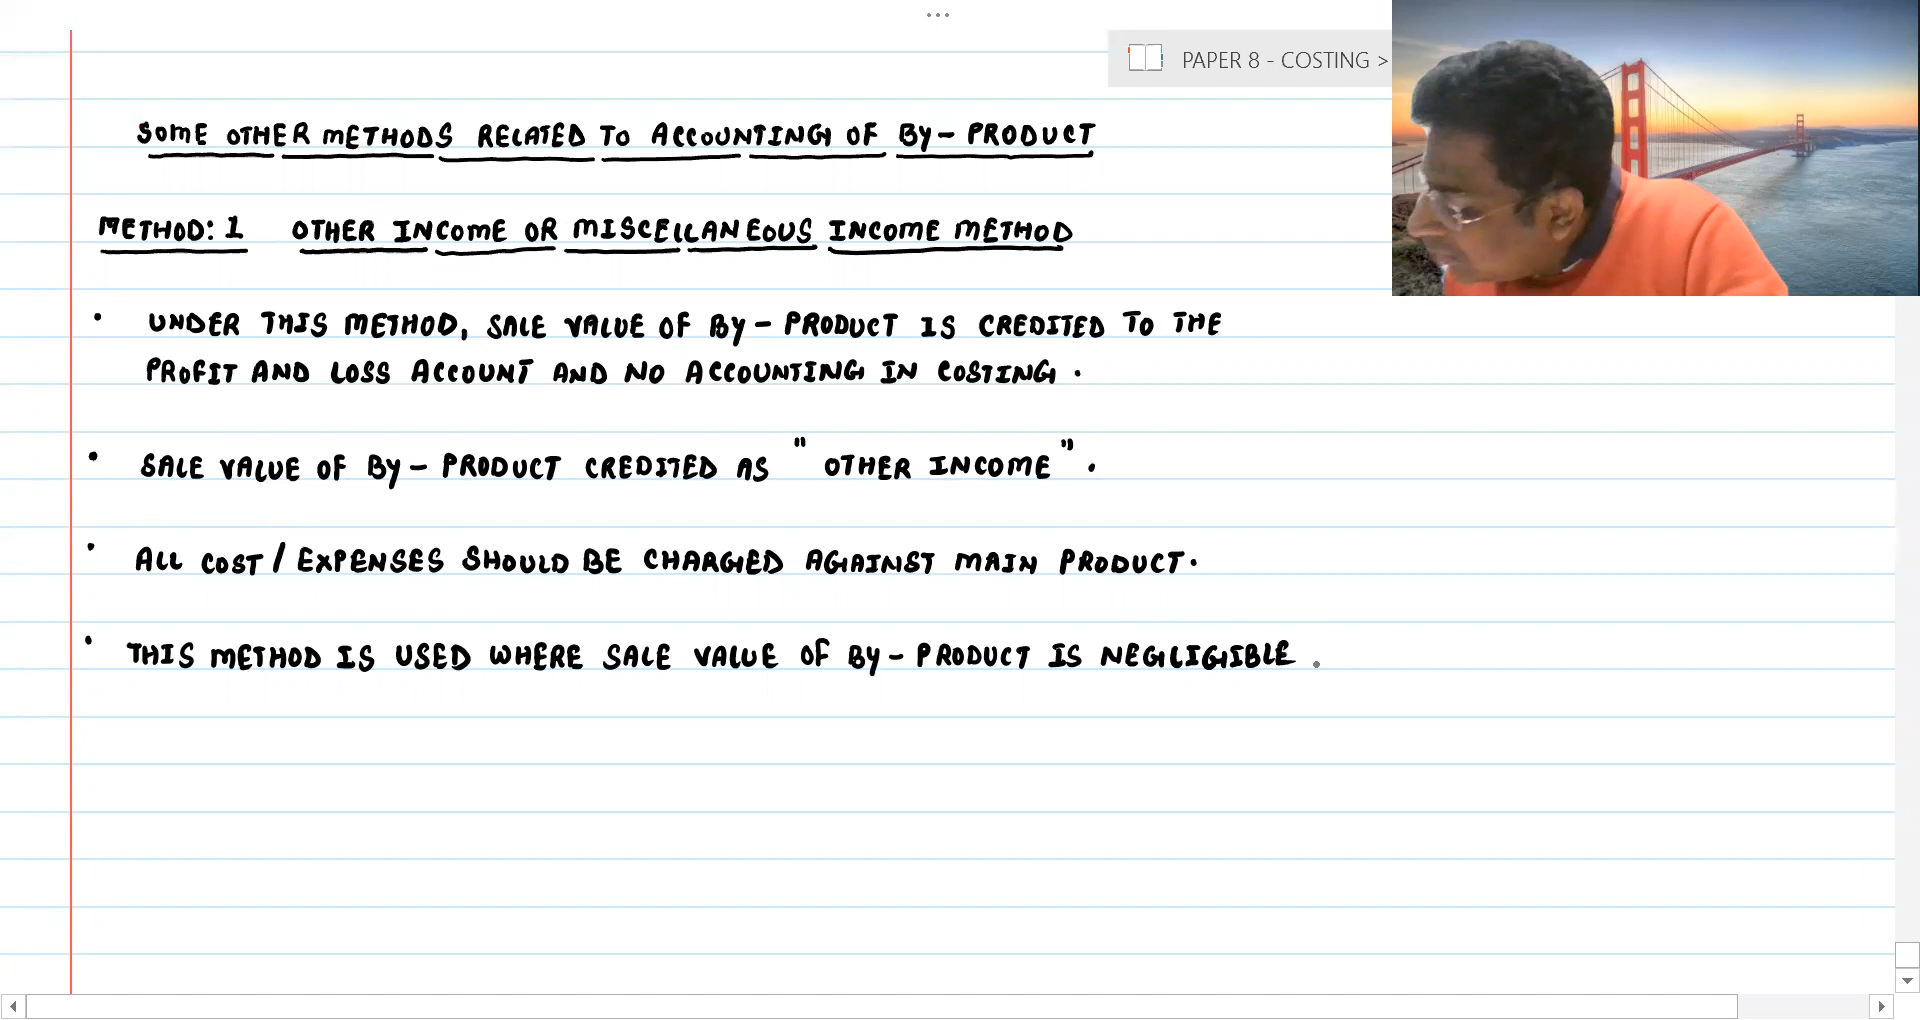 PAPER 8 - COSTING >
SOME OTHER METHODS RELATED TO ACCOUNTING OF BY - PRODUCT
METHOD: 1 OTHER INCOME OR MISCELLANEOUS INCOME METHOD
• UNDER THIS METHOD, SALE VALUE OF BY - PRODUCT IS CREDITED TO THE
PROFIT AND LOSS ACCOUNT AND NO ACCOUNTING IN COSTING .
• SALE VALUE OF BY - PRODUCT CREDITED AS " OTHER INCOME " .
• ALL COST / EXPENSES SHOULD BE CHARGED AGAINST MAIN PRODUCT .
• THIS METHOD IS USED WHERE SALE VALUE OF BY - PRODUCT IS NEGLIGIBLE .